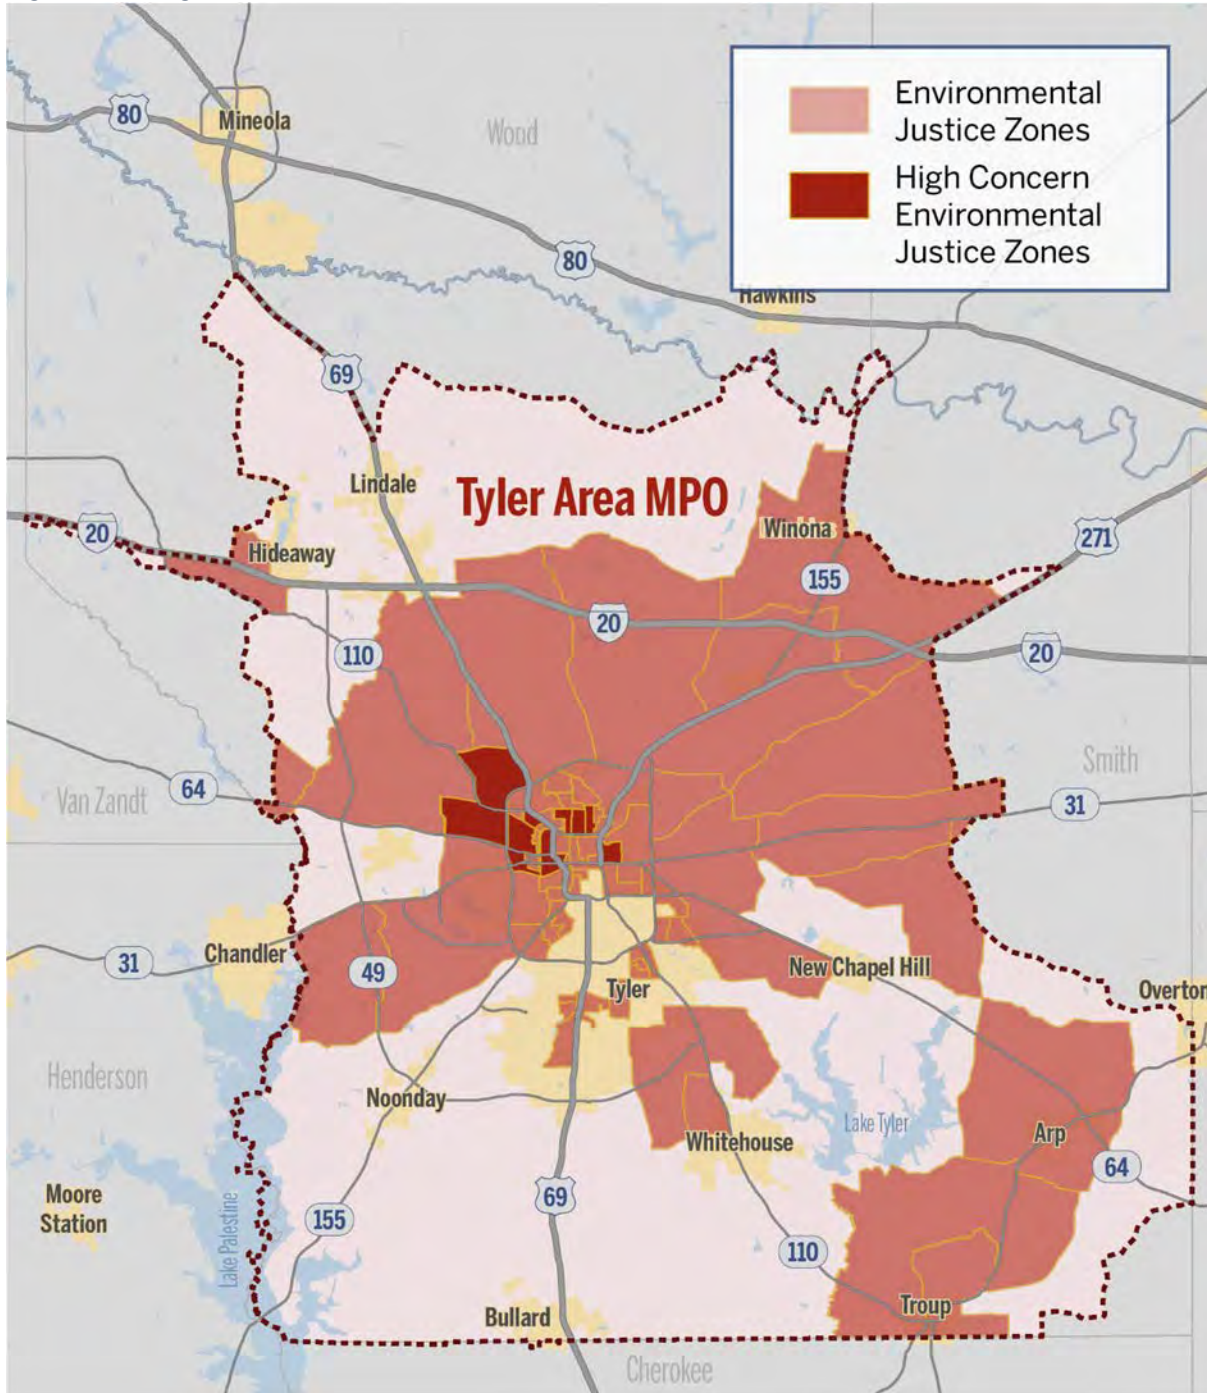 Environmental
Justice Zones
High Concern
Environmental
Justice Zones
80
Mineola
Wood
80
Hawkins
69
Lindale
Tyler Area MPO
Winona
20
Hideaway
271
155
20
110
20
Smith
64
Van Zandt
31
Chandler
31
49
New Chapel Hill
Tyler
Overton
Henderson
Noonday
Lake Tyler
Arp
Whitehouse
64
Moore
Station
69
155
Lake Palestine
110
Troup
Bullard
Cherokee